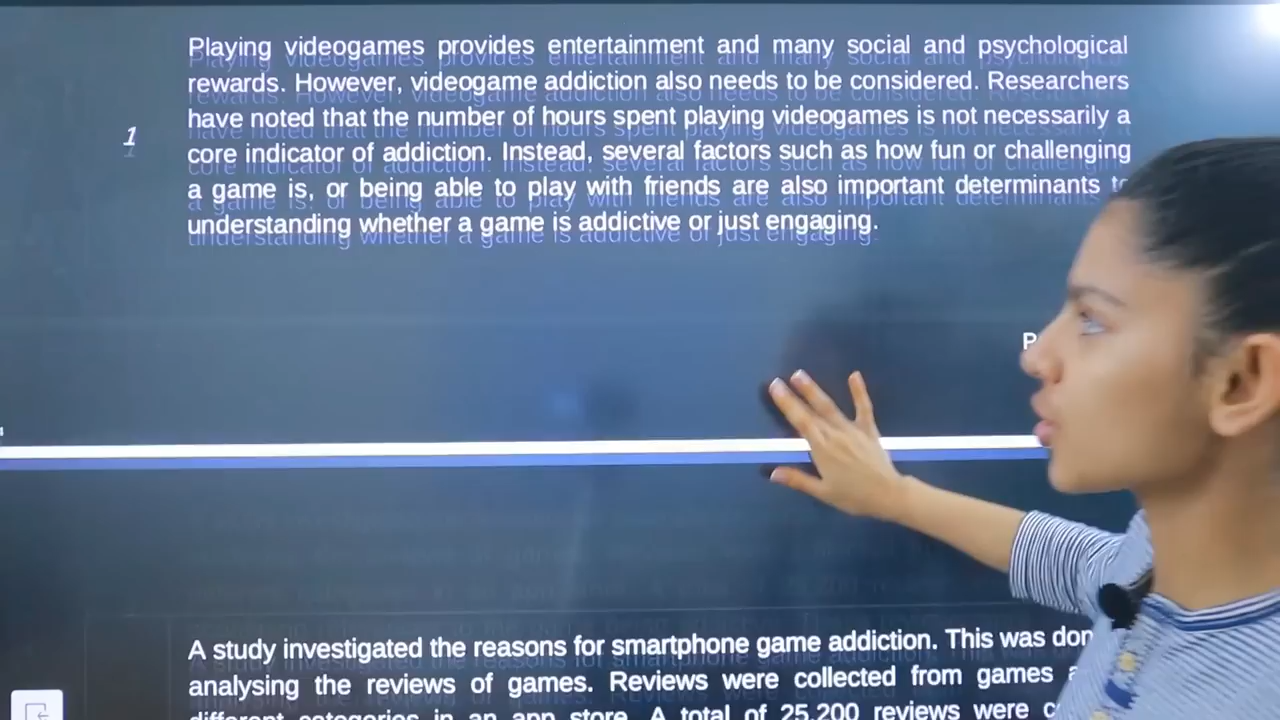 Playing videogames provides entertainment and many social and psychological
rewards. However, videogame addiction also needs to be considered. Researchers
have noted that the number of hours spent playing videogames is not necessarily a
1
core indicator of addiction. Instead, several factors such as how fun or challenging
a game is, or being able to play with friends are also important determinants to
understanding whether a game is addictive or just engaging.
A study investigated the reasons for smartphone game addiction. This was
analysing the reviews of games. Reviews were collected from games
different categories in an app store. A total of 25,200 reviews were